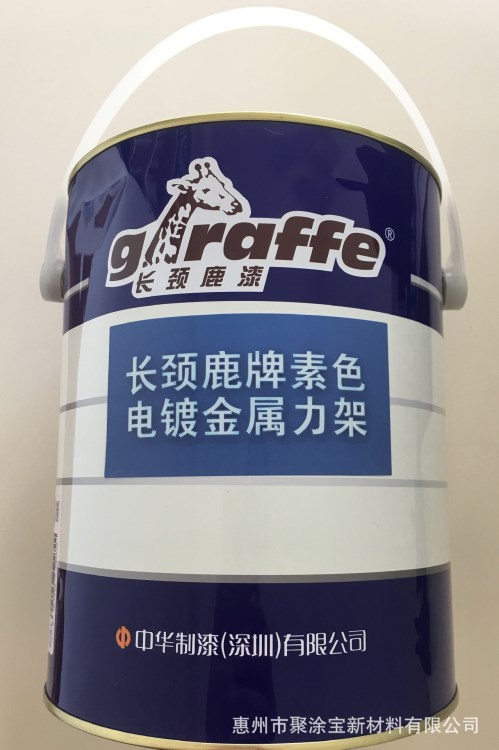 giraffe®
长颈鹿漆
长颈鹿牌素色
电镀金属力架
中华制漆(深圳)有限公司
惠州市聚涂宝新材料有限公司